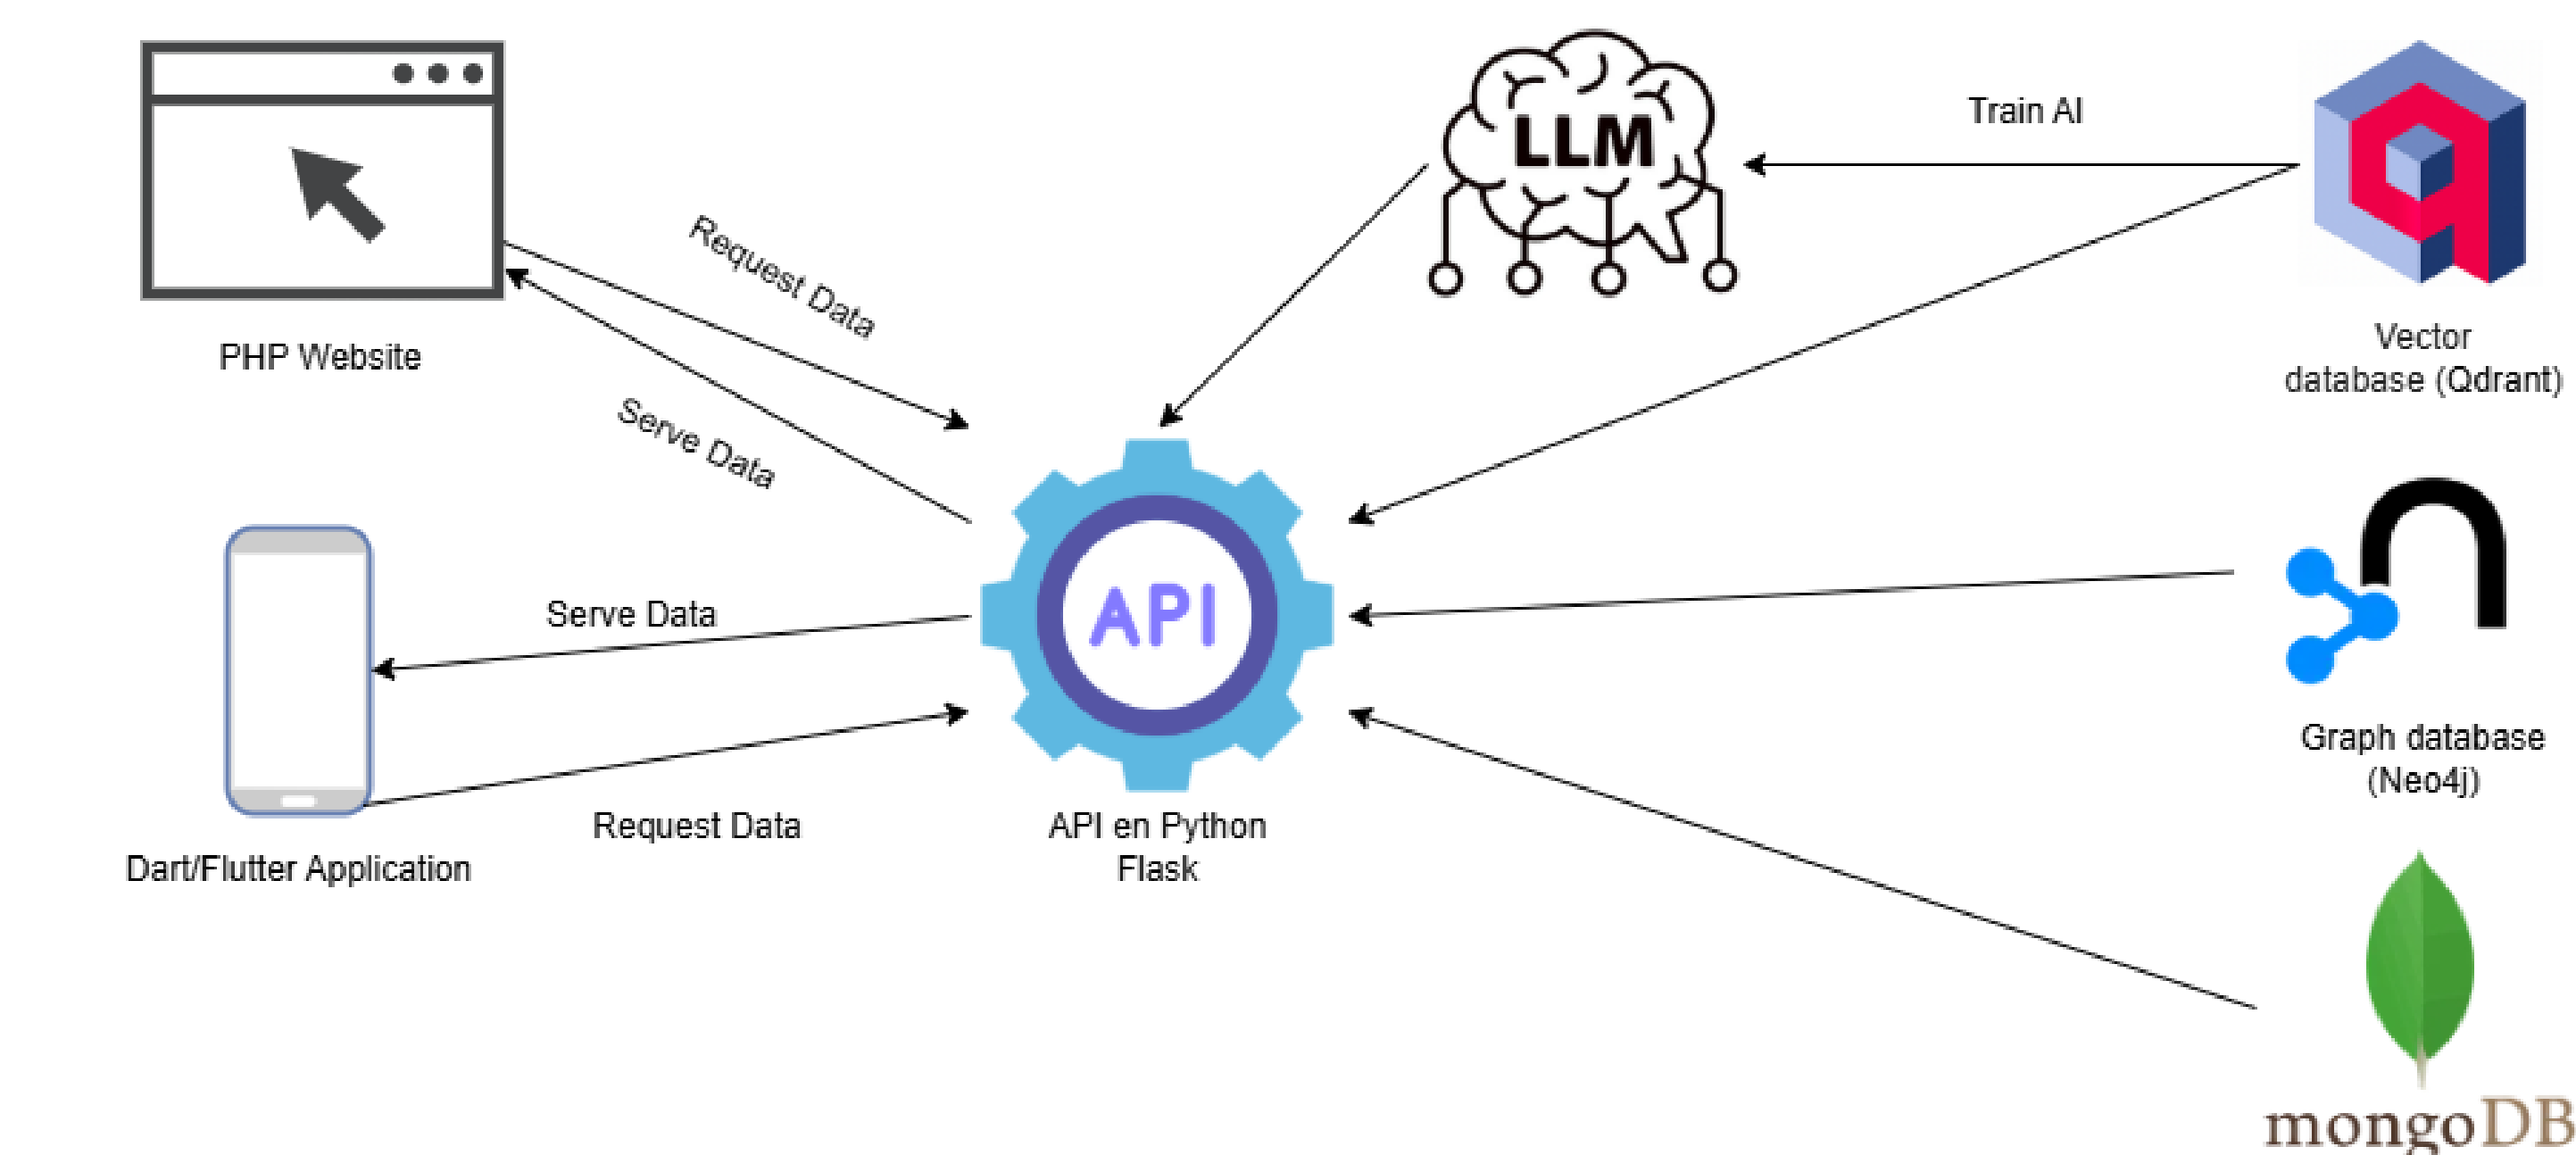 LLM
Train AI
Request Data
PHP Website
Vector
database (Qdrant)
Serve Data
Serve Data
API
Graph database
(Neo4j)
Request Data
API en Python
Flask
Dart/Flutter Application
mongoDB